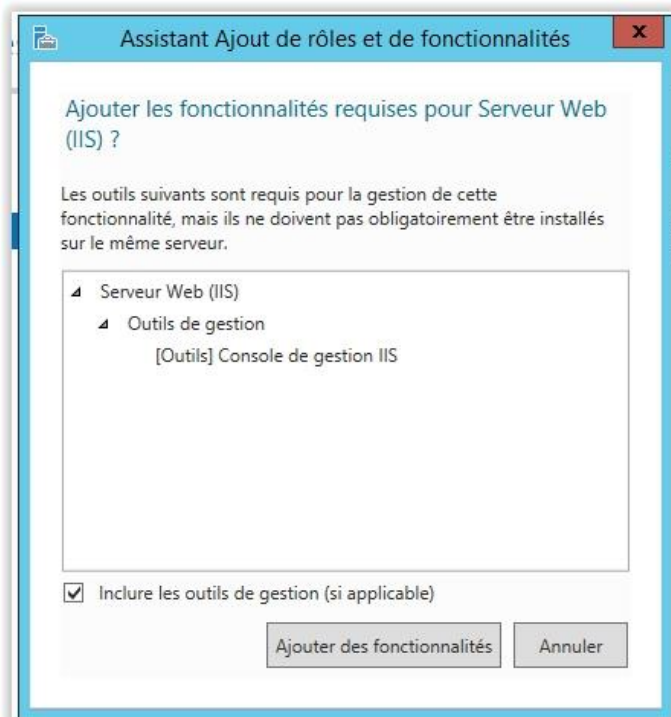 Assistant Ajout de rôles et de fonctionnalités
x
Ajouter les fonctionnalités requises pour Serveur Web
(IIS) ?
Les outils suivants sont requis pour la gestion de cette
fonctionnalité, mais ils ne doivent pas obligatoirement être installés
sur le même serveur.
Serveur Web (IIS)
Outils de gestion
[Outils] Console de gestion IIS
Inclure les outils de gestion (si applicable)
Ajouter des fonctionnalités
Annuler